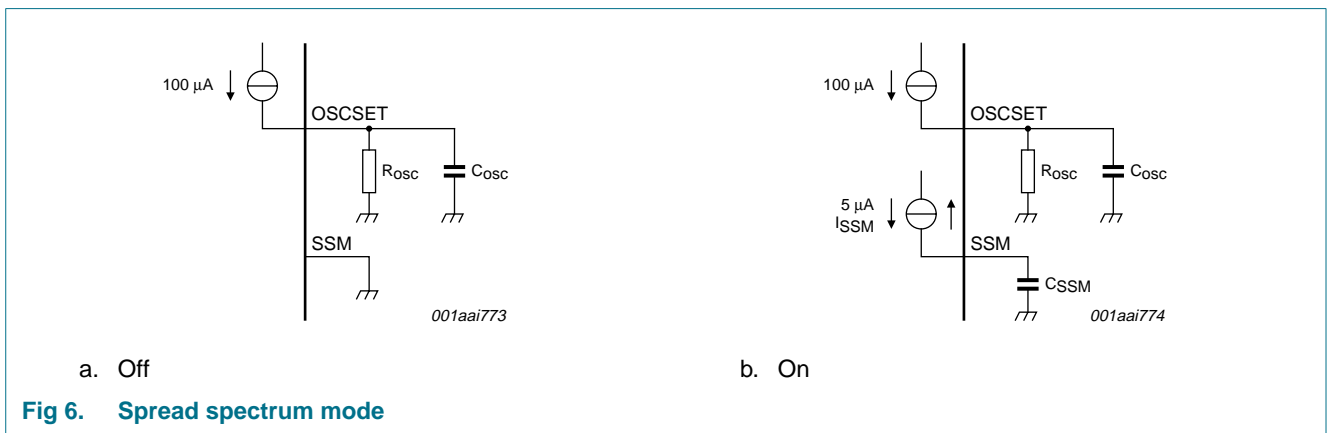 100 μA
OSCSET
Rosc
Cosc
SSM
001aai773
100 μA
OSCSET
Rosc
Cosc
5 μA
ISSM
SSM
CSSM
001aai774
a. Off
b. On
Fig 6. Spread spectrum mode